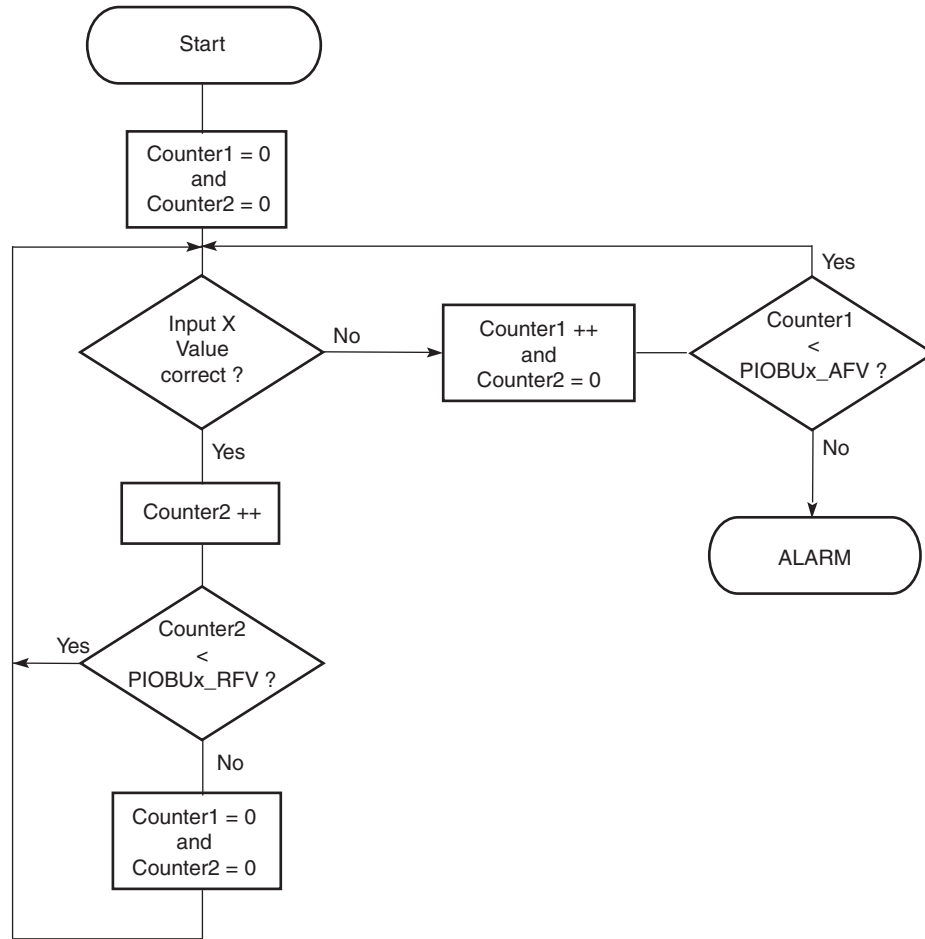 Start
Counter1 = 0
and
Counter2 = 0
Yes
Input X
Value
correct ?
No
Counter1 ++
and
Counter2 = 0
Counter1
<
PIOBUx_AFV ?
Yes
No
Counter2 ++
ALARM
Yes
Counter2
<
PIOBUx_RFV ?
No
Counter1 = 0
and
Counter2 = 0